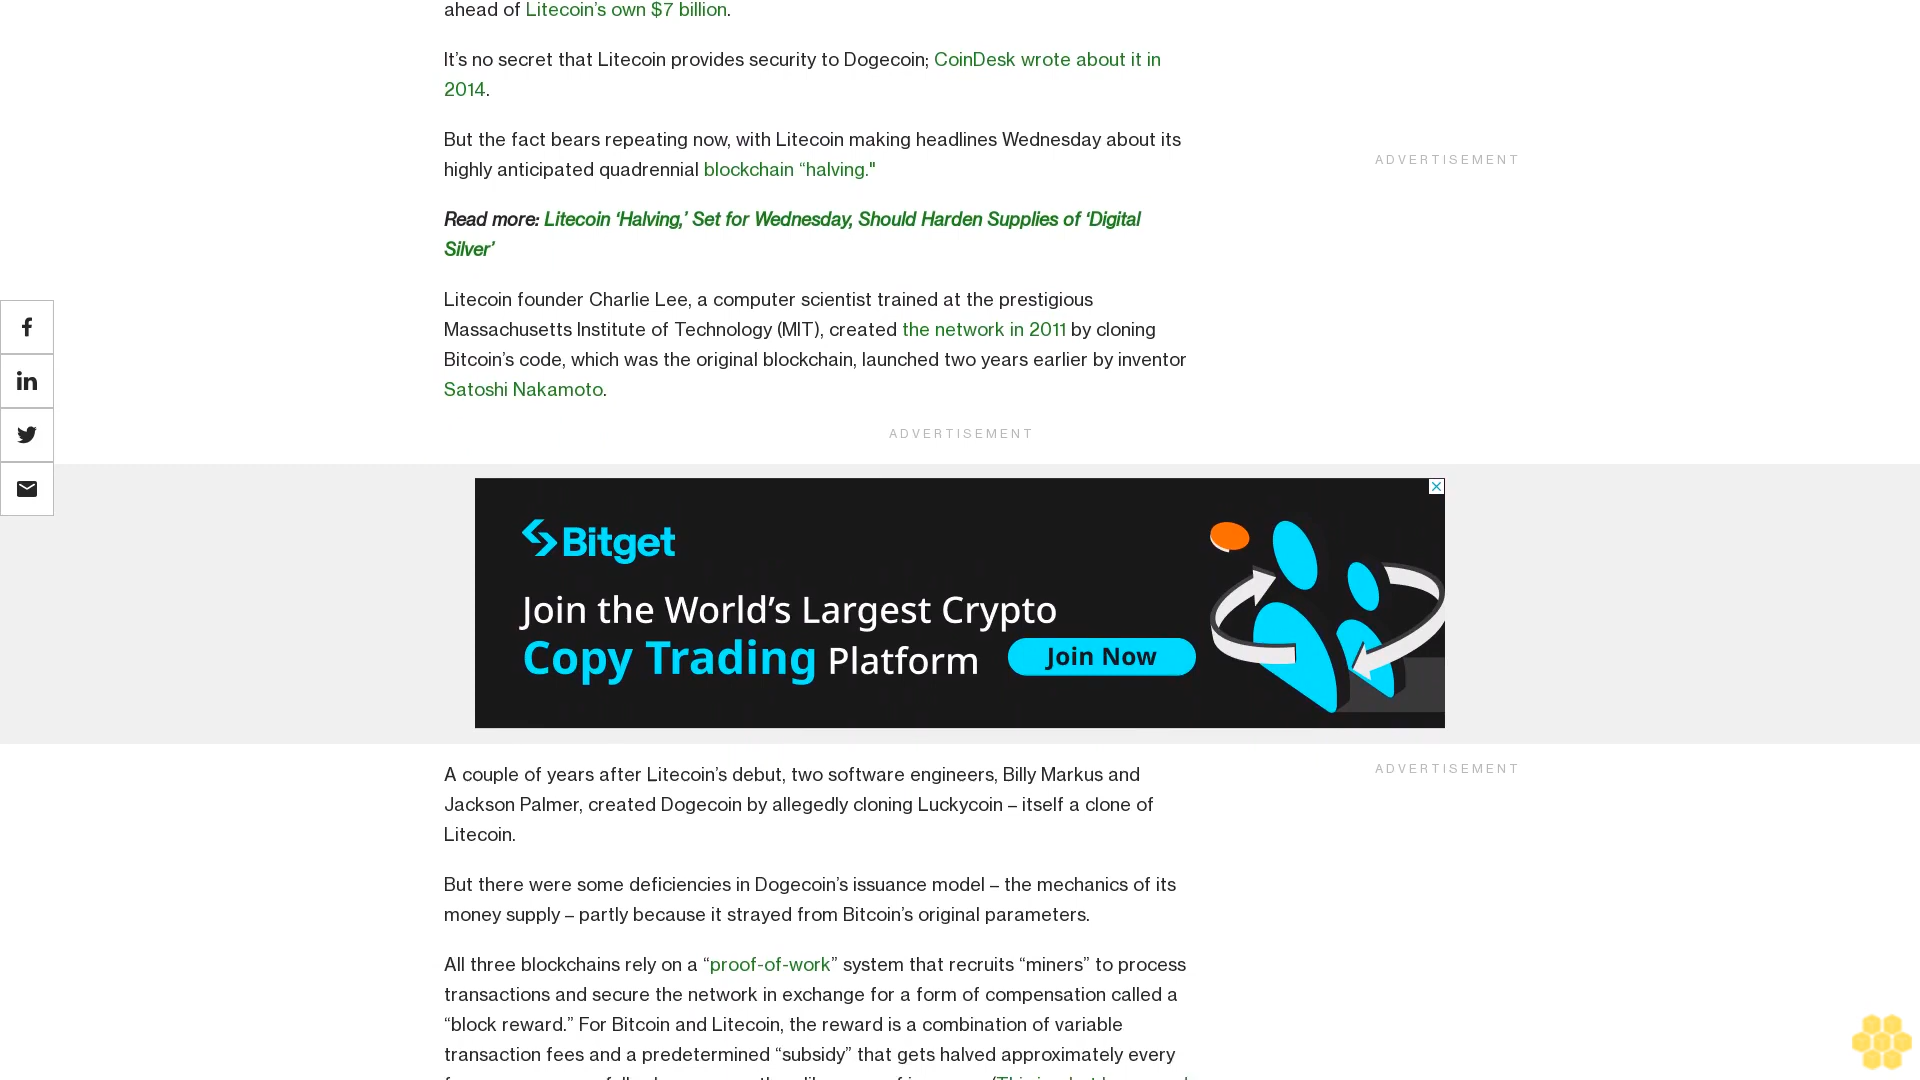 ahead of Litecoin’s own $7 billion.
It’s no secret that Litecoin provides security to Dogecoin; CoinDesk wrote about it in
2014.
But the fact bears repeating now, with Litecoin making headlines Wednesday about its
highly anticipated quadrennial blockchain “halving."
ADVERTISEMENT
Read more: Litecoin ‘Halving,’ Set for Wednesday, Should Harden Supplies of ‘Digital
Silver’
Litecoin founder Charlie Lee, a computer scientist trained at the prestigious
Massachusetts Institute of Technology (MIT), created the network in 2011 by cloning
Bitcoin’s code, which was the original blockchain, launched two years earlier by inventor
Satoshi Nakamoto.
ADVERTISEMENT
Bitget
Join the World’s Largest Crypto
Copy Trading Platform
Join Now
A couple of years after Litecoin’s debut, two software engineers, Billy Markus and
Jackson Palmer, created Dogecoin by allegedly cloning Luckycoin – itself a clone of
Litecoin.
ADVERTISEMENT
But there were some deficiencies in Dogecoin’s issuance model – the mechanics of its
money supply – partly because it strayed from Bitcoin’s original parameters.
All three blockchains rely on a “proof-of-work” system that recruits “miners” to process
transactions and secure the network in exchange for a form of compensation called a
“block reward.” For Bitcoin and Litecoin, the reward is a combination of variable
transaction fees and a predetermined “subsidy” that gets halved approximately every